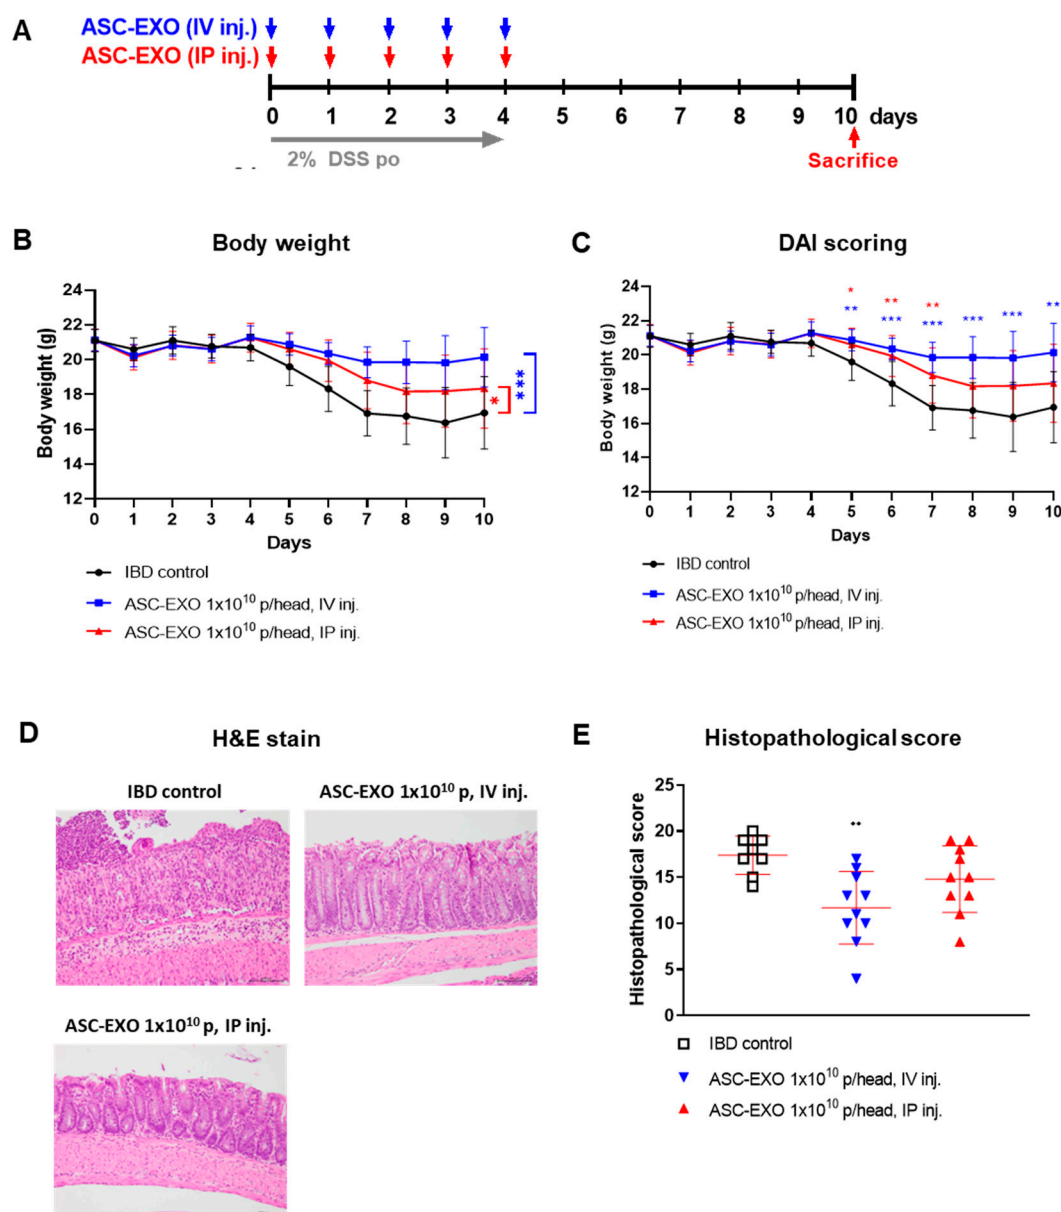 A
ASC-EXO (IV inj.)
ASC-EXO (IP inj.)
0 1 2 3 4 5 6 7 8 9 10 days
2% DSS po
Sacrifice
B
Body weight
Body weight (g)
24
22
20
18
16
14
12
0 1 2 3 4 5 6 7 8 9 10
Days
***
*
IBD control
ASC-EXO 1x10¹⁰ p/head, IV inj.
ASC-EXO 1x10¹⁰ p/head, IP inj.
C
DAI scoring
Body weight (g)
24
22
20
18
16
14
12
* ** **
** *** *** *** *** **
0 1 2 3 4 5 6 7 8 9 10
Days
IBD control
ASC-EXO 1x10¹⁰ p/head, IV inj.
ASC-EXO 1x10¹⁰ p/head, IP inj.
D
H&E stain
IBD control
ASC-EXO 1x10¹⁰ p, IV inj.
ASC-EXO 1x10¹⁰ p, IP inj.
E
Histopathological score
Histopathological score
25
20
15
10
5
0
**
IBD control
ASC-EXO 1x10¹⁰ p/head, IV inj.
ASC-EXO 1x10¹⁰ p/head, IP inj.